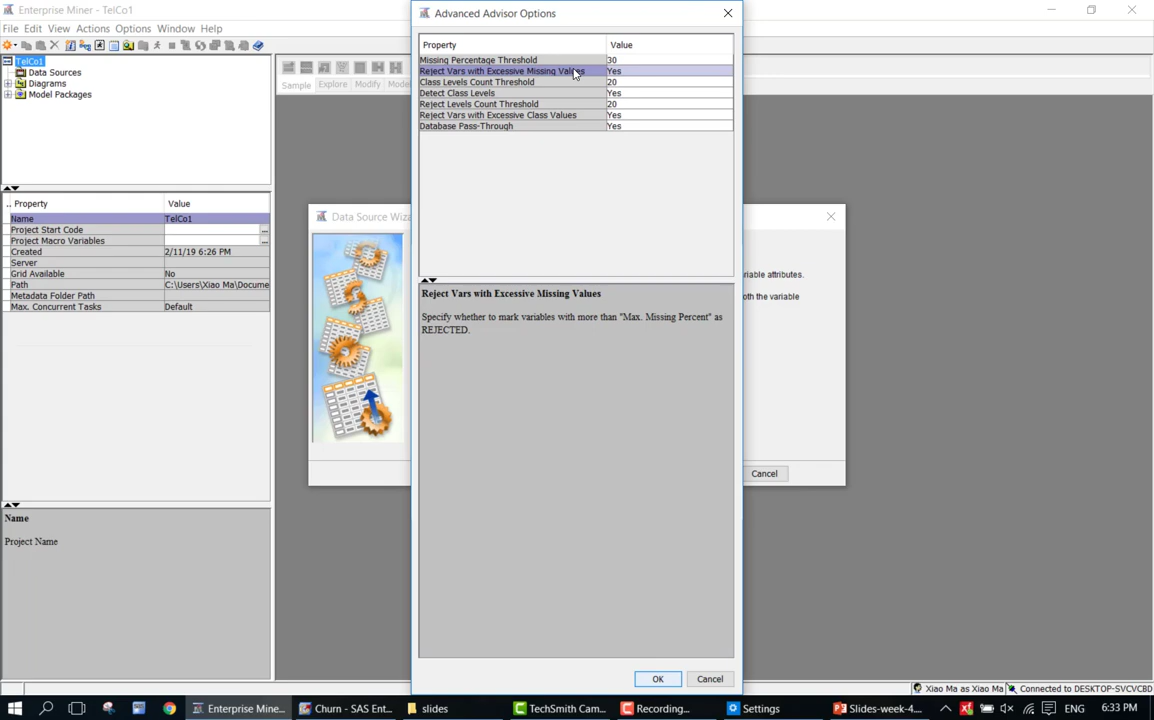 Enterprise Miner - TelCo1
File Edit View Actions Options Window Help
TelCo1
Data Sources
Diagrams
Model Packages
Sample Explore Modify Model
.. Property Value
Name TelCo1
Project Start Code ...
Project Macro Variables ...
Created 2/11/19 6:26 PM
Server
Grid Available No
Path C:\Users\Xiao Ma\Docume
Metadata Folder Path
Max. Concurrent Tasks Default
Name
Project Name
Data Source Wiza
riable attributes.
oth the variable
Cancel
Advanced Advisor Options
Property Value
Missing Percentage Threshold 30
Reject Vars with Excessive Missing Values Yes
Class Levels Count Threshold 20
Detect Class Levels Yes
Reject Levels Count Threshold 20
Reject Vars with Excessive Class Values Yes
Database Pass-Through Yes
Reject Vars with Excessive Missing Values
Specify whether to mark variables with more than "Max. Missing Percent" as
REJECTED.
OK Cancel
Xiao Ma as Xiao Ma Connected to DESKTOP-SVCVCBD
Enterprise Mine... Churn - SAS Ent... slides TechSmith Cam... Recording... Settings Slides-week-4... ENG 6:33 PM